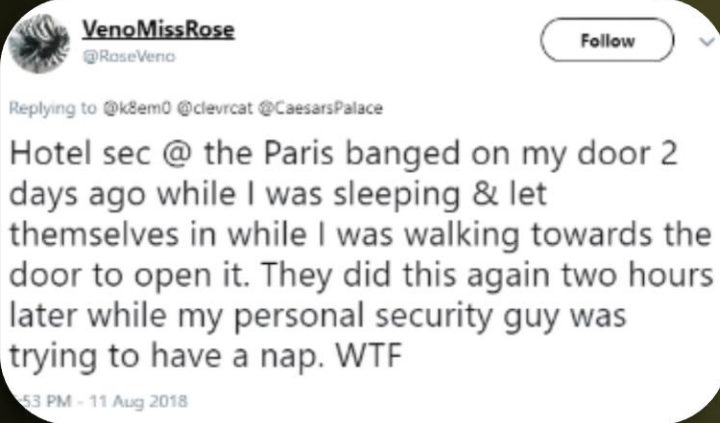 VenoMissRose
@RoseVeno
Follow
Replying to @k8em0 @clevrcat @CaesarsPalace
Hotel sec @ the Paris banged on my door 2
days ago while I was sleeping & let
themselves in while I was walking towards the
door to open it. They did this again two hours
later while my personal security guy was
trying to have a nap. WTF
:53 PM - 11 Aug 2018